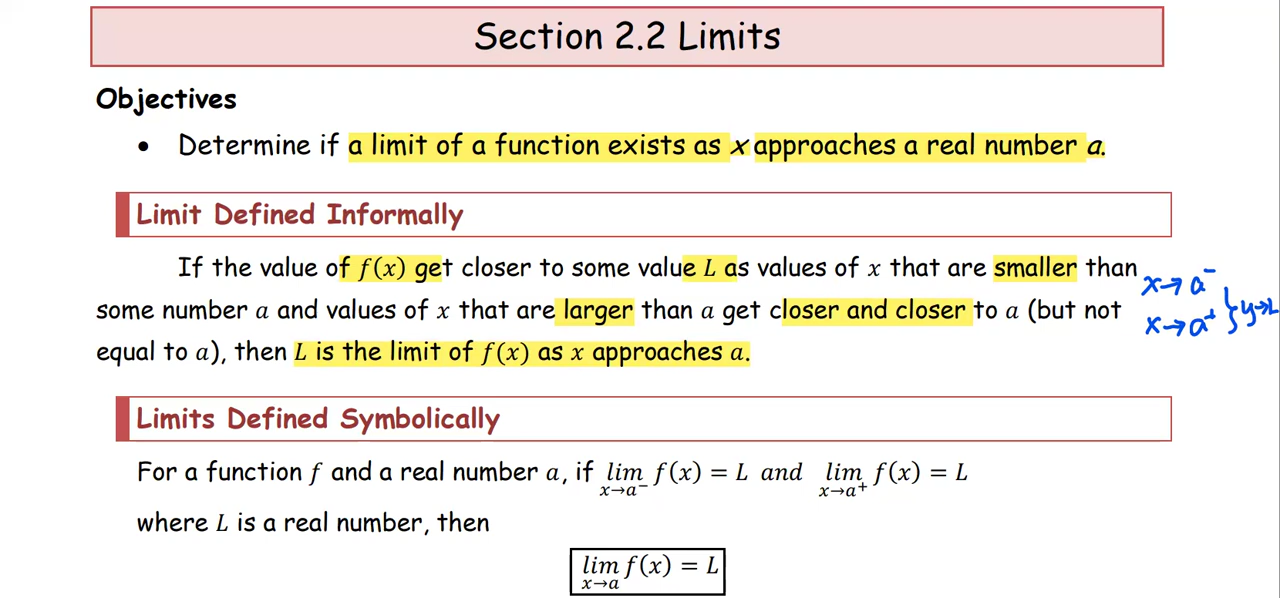 Section 2.2 Limits
Objectives
• Determine if a limit of a function exists as x approaches a real number a.
Limit Defined Informally
If the value of f(x) get closer to some value L as values of x that are smaller than
some number a and values of x that are larger than a get closer and closer to a (but not
equal to a), then L is the limit of f(x) as x approaches a.
x→a⁻
x→a⁺ } y→L
Limits Defined Symbolically
For a function f and a real number a, if lim x→a⁻ f(x) = L and lim x→a⁺ f(x) = L
where L is a real number, then
lim x→a f(x) = L